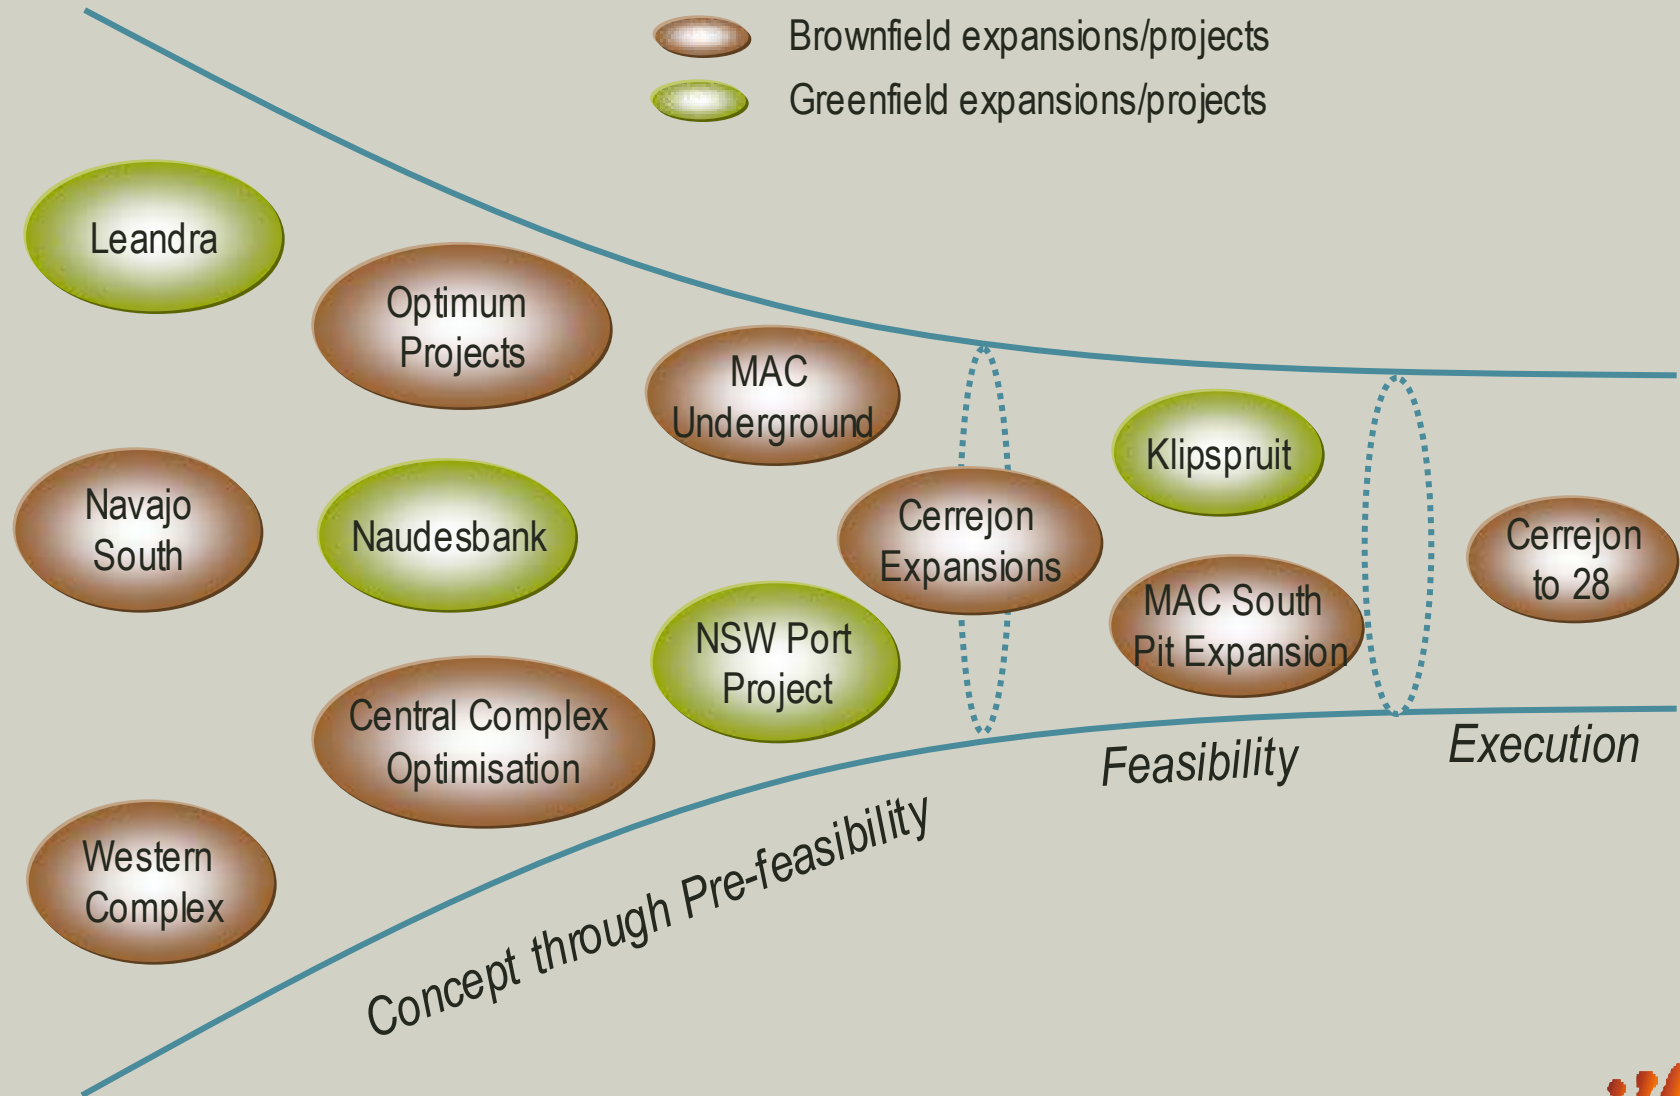 Brownfield expansions/projects
Greenfield expansions/projects
Leandra
Optimum
Projects
MAC
Underground
Klipspruit
Navajo
South
Naudesbank
Cerrejon
Expansions
Cerrejon
to 28
MAC South
Pit Expansion
NSW Port
Project
Central Complex
Optimisation
Western
Complex
Concept through Pre-feasibility
Feasibility
Execution